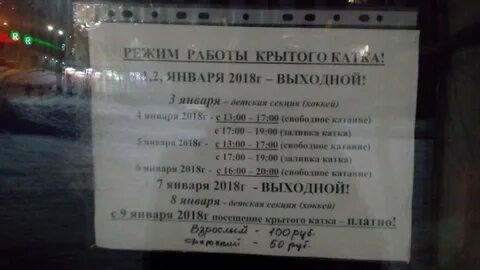 РЕЖИМ РАБОТЫ КРЫТОГО КАТКА!
1,2, ЯНВАРЯ 2018г – ВЫХОДНОЙ!
3 января – детская секция (хоккей)
4 января 2018г - с 13:00 – 17:00 (свободное катание)
с 17:00 – 19:00 (заливка катка)
5 января 2018г - с 13:00 – 17:00 (свободное катание)
с 17:00 – 19:00 (заливка катка)
6 января 2018г - с 16:00 – 20:00 (свободное катание)
7 января 2018г - ВЫХОДНОЙ!
8 января – детская секция (хоккей)
с 9 января 2018г посещение крытого катка – платно!
Взрослый – 100 руб.
– 50 руб.